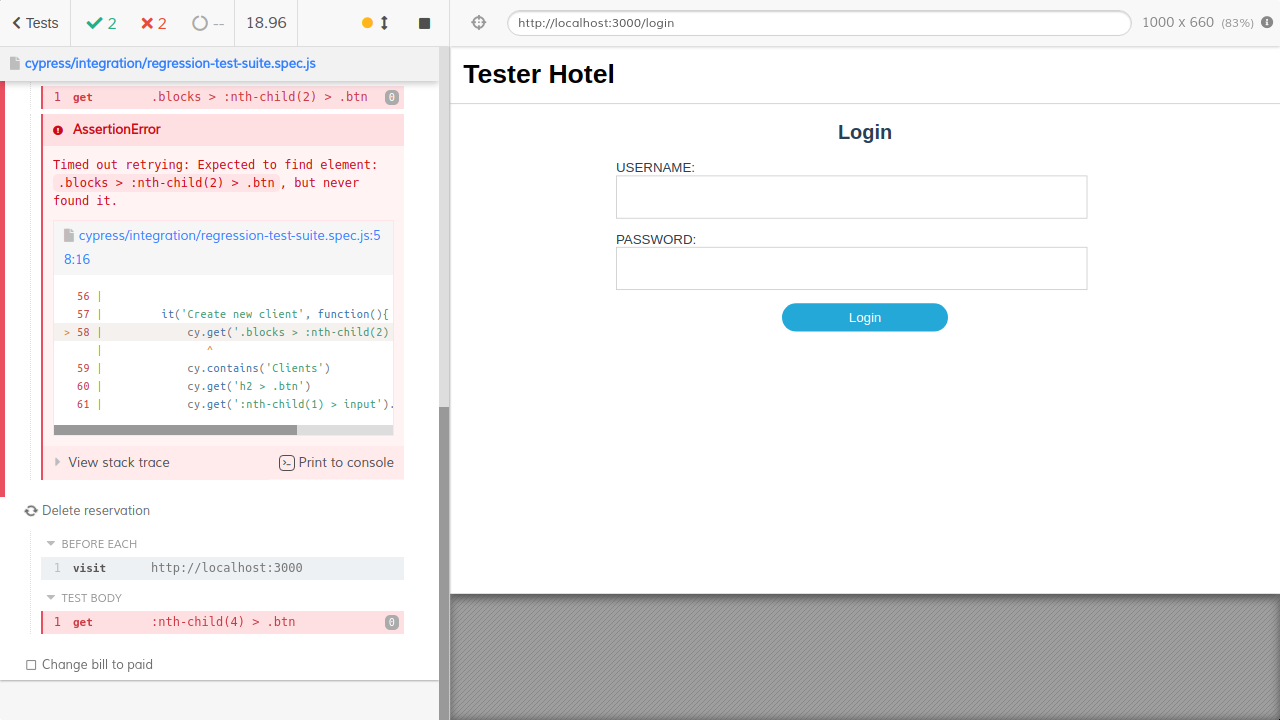 Tests
2
2
--
18.96
http://localhost:3000/login
1000 x 660 (83%)
cypress/integration/regression-test-suite.spec.js
1 get .blocks > :nth-child(2) > .btn 0
AssertionError
Timed out retrying: Expected to find element:
.blocks > :nth-child(2) > .btn, but never
found it.
cypress/integration/regression-test-suite.spec.js:5
8:16
56 |
57 | it('Create new client', function(){
> 58 | cy.get('.blocks > :nth-child(2)
| ^
59 | cy.contains('Clients')
60 | cy.get('h2 > .btn')
61 | cy.get(':nth-child(1) > input').
View stack trace
Print to console
Delete reservation
BEFORE EACH
1 visit http://localhost:3000
TEST BODY
1 get :nth-child(4) > .btn 0
Change bill to paid
Tester Hotel
Login
USERNAME:
PASSWORD:
Login